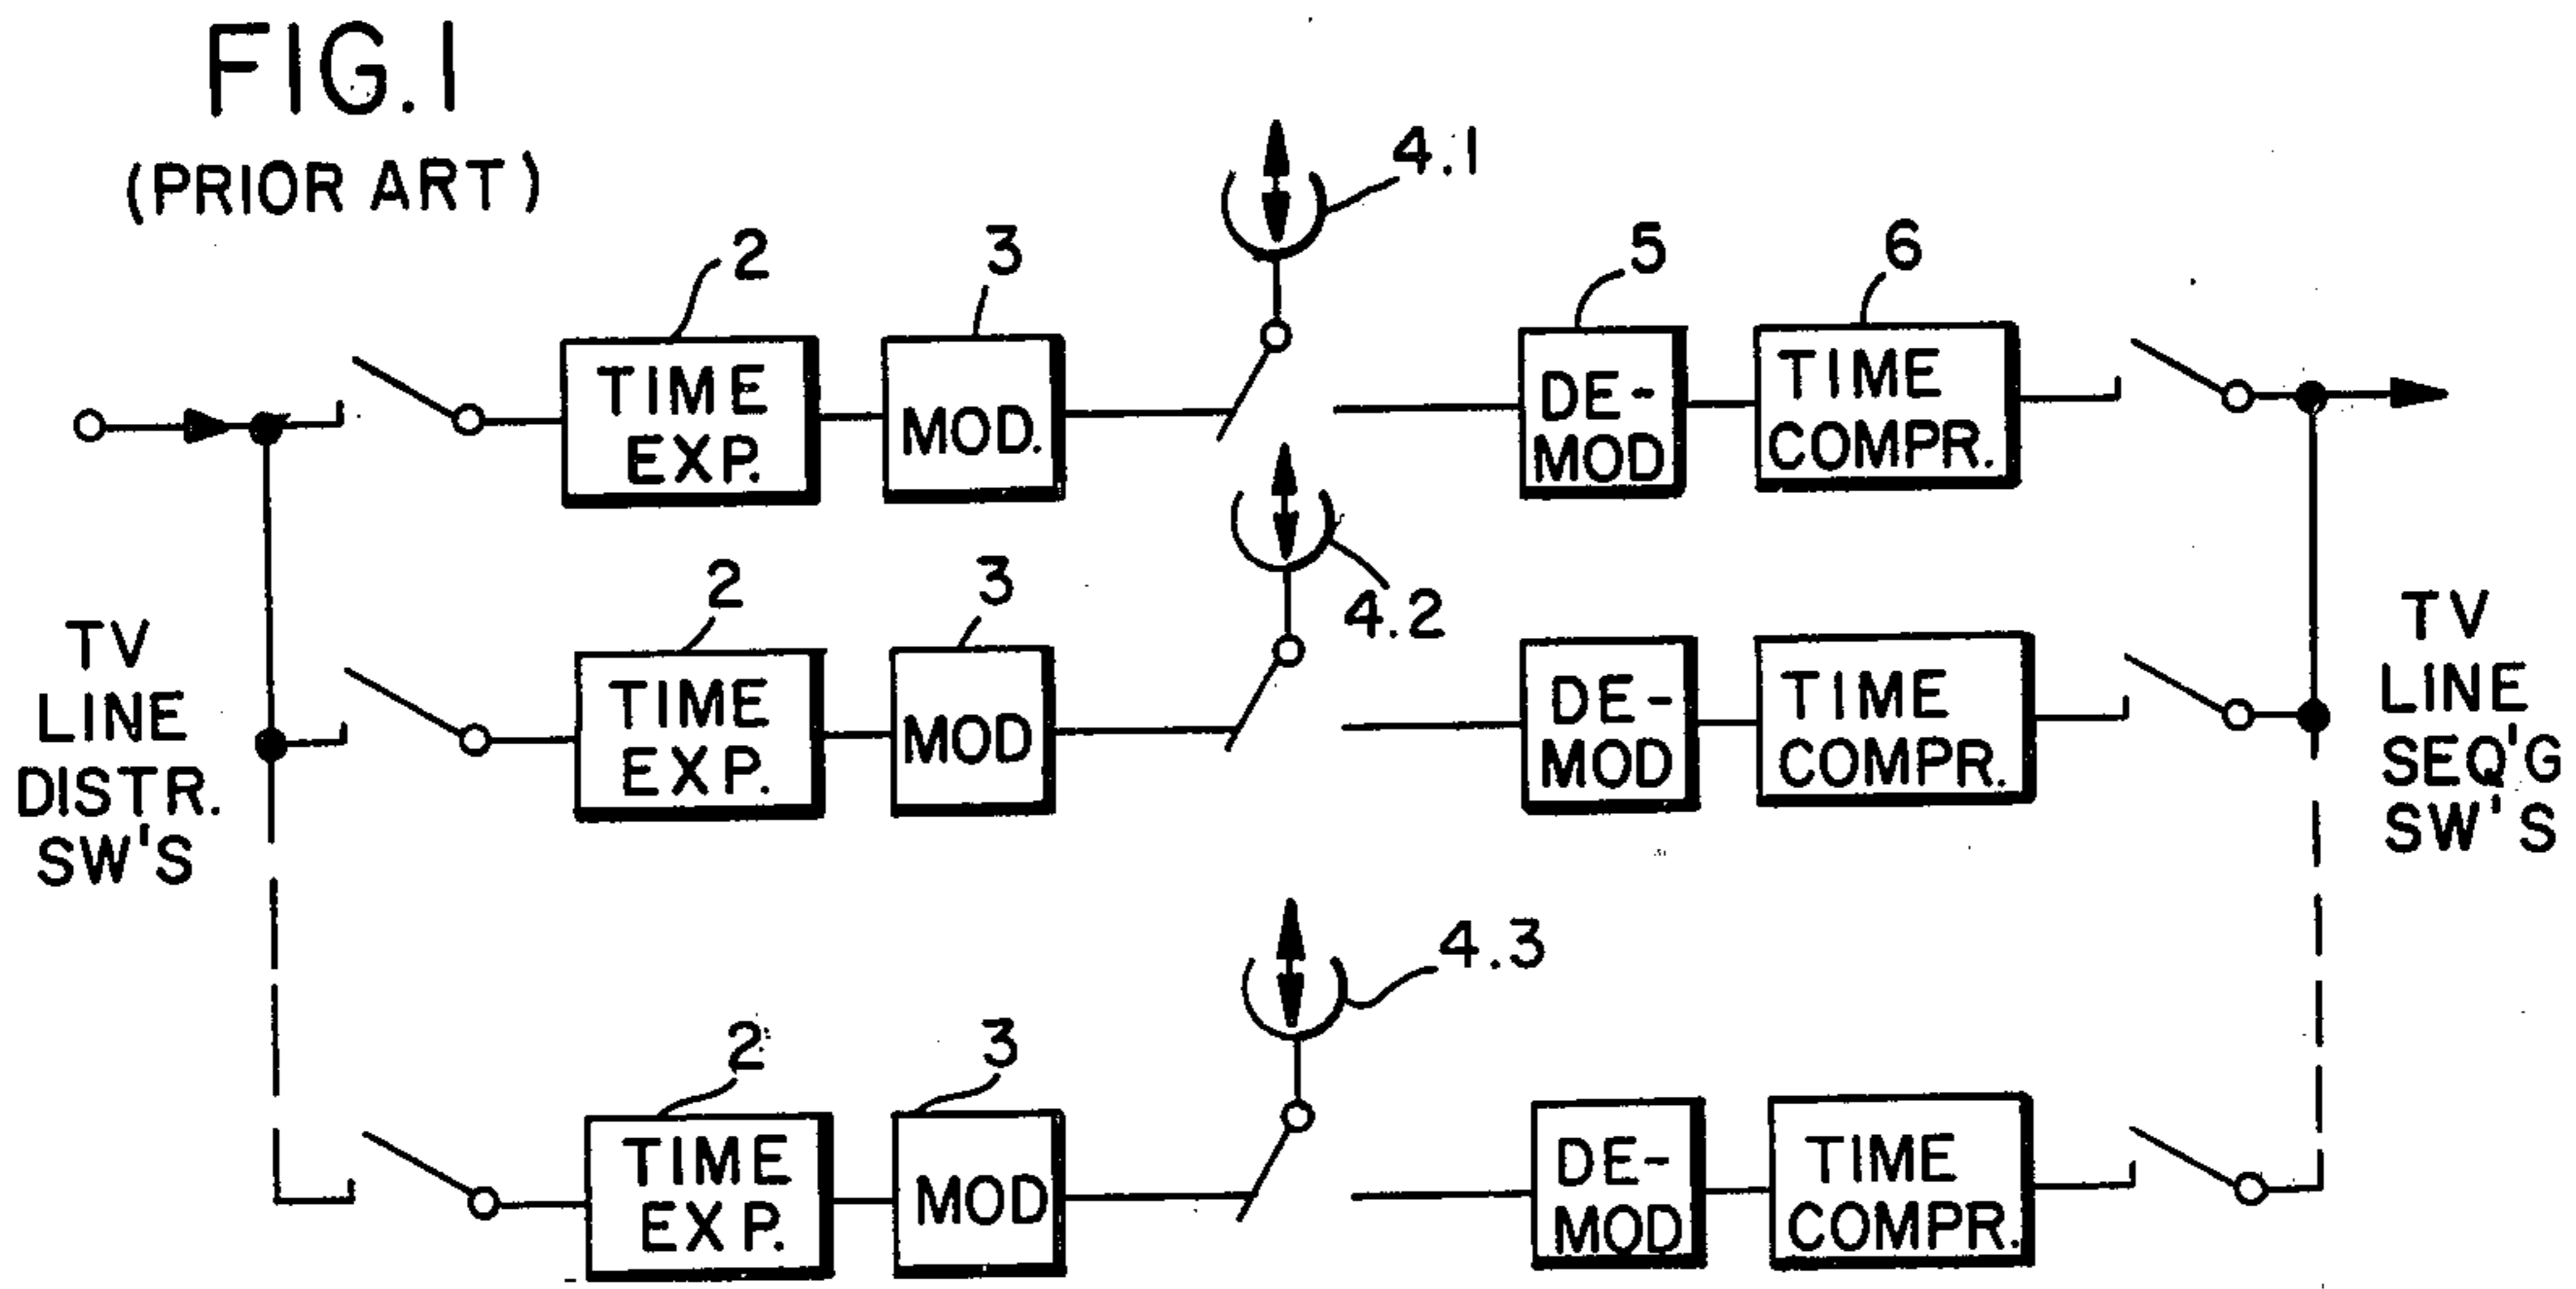 FIG. 1
(PRIOR ART)
4.1
2
3
5
6
TIME
EXP.
MOD.
DE-
MOD
TIME
COMPR.
4.2
2
3
TV
LINE
DISTR.
SW'S
TIME
EXP.
MOD
DE-
MOD
TIME
COMPR.
TV
LINE
SEQ'G
SW'S
4.3
2
3
TIME
EXP.
MOD
DE-
MOD
TIME
COMPR.